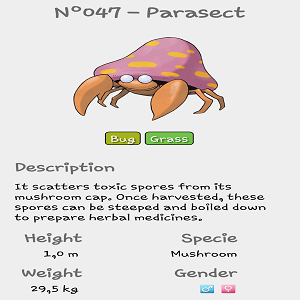 Nº047 - Parasect
Bug Grass
Description
It scatters toxic spores from its
mushroom cap. Once harvested, these
spores can be steeped and boiled down
to prepare herbal medicines.
Height Specie
1,0 m Mushroom
Weight Gender
29,5 kg ♂ ♀